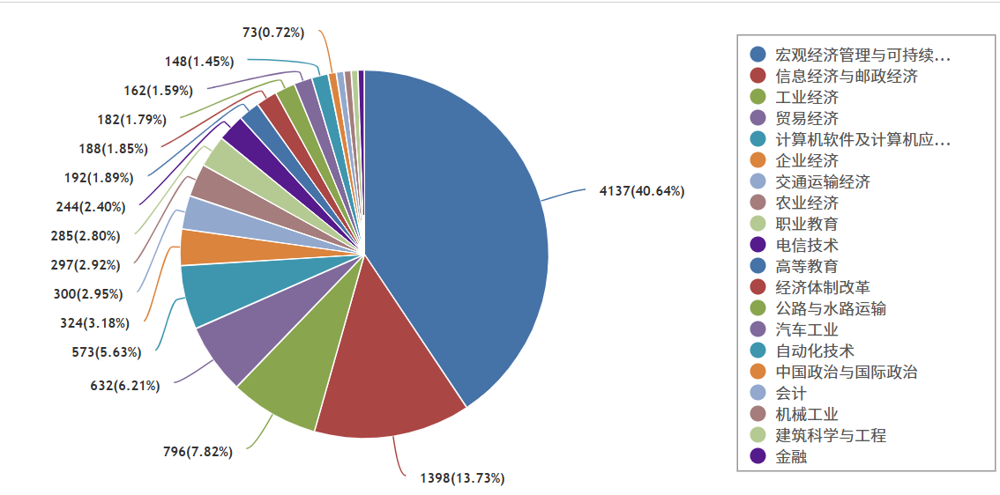 73(0.72%)
148(1.45%)
162(1.59%)
182(1.79%)
188(1.85%)
192(1.89%)
244(2.40%)
285(2.80%)
297(2.92%)
300(2.95%)
324(3.18%)
573(5.63%)
632(6.21%)
796(7.82%)
1398(13.73%)
4137(40.64%)
宏观经济管理与可持续...
信息经济与邮政经济
工业经济
贸易经济
计算机软件及计算机应...
企业经济
交通运输经济
农业经济
职业教育
电信技术
高等教育
经济体制改革
公路与水路运输
汽车工业
自动化技术
中国政治与国际政治
会计
机械工业
建筑科学与工程
金融